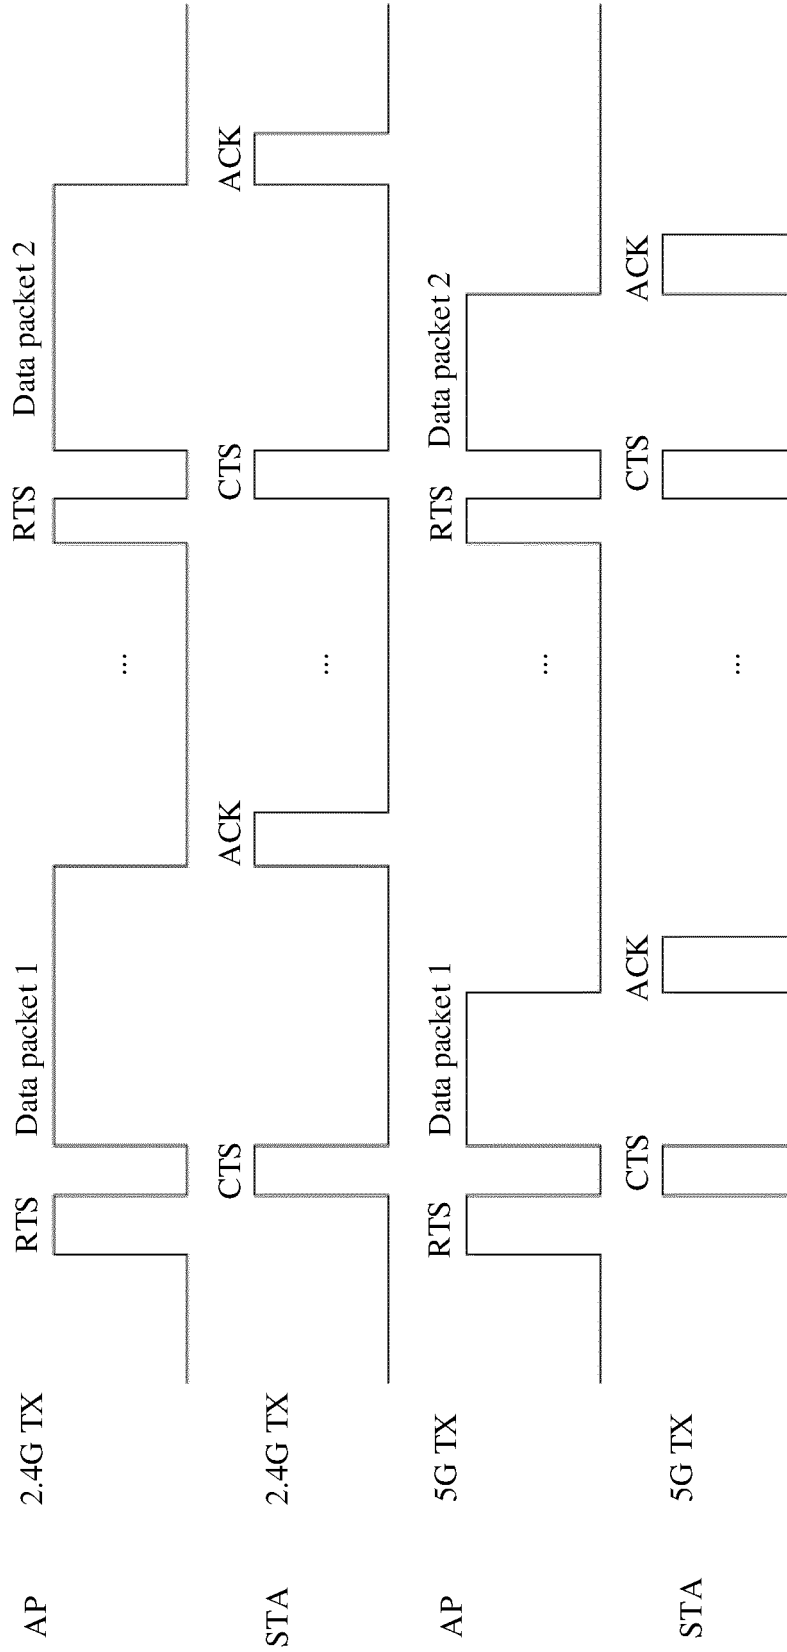 AP 2.4G TX RTS Data packet 1 ... RTS Data packet 2
STA 2.4G TX CTS ACK ... CTS ACK
AP 5G TX RTS Data packet 1 ... RTS Data packet 2
STA 5G TX CTS ACK ... CTS ACK